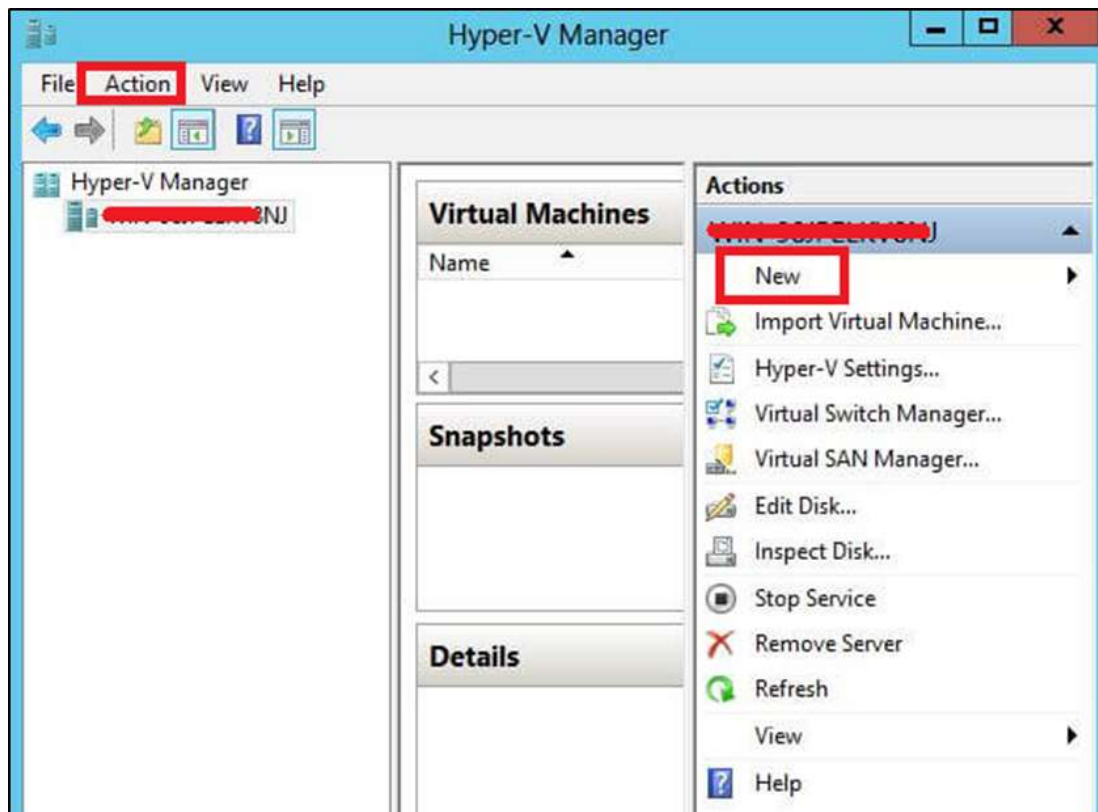 Hyper-V Manager
File Action View Help
Hyper-V Manager
Virtual Machines
Name
Snapshots
Details
Actions
New
Import Virtual Machine...
Hyper-V Settings...
Virtual Switch Manager...
Virtual SAN Manager...
Edit Disk...
Inspect Disk...
Stop Service
Remove Server
Refresh
View
Help